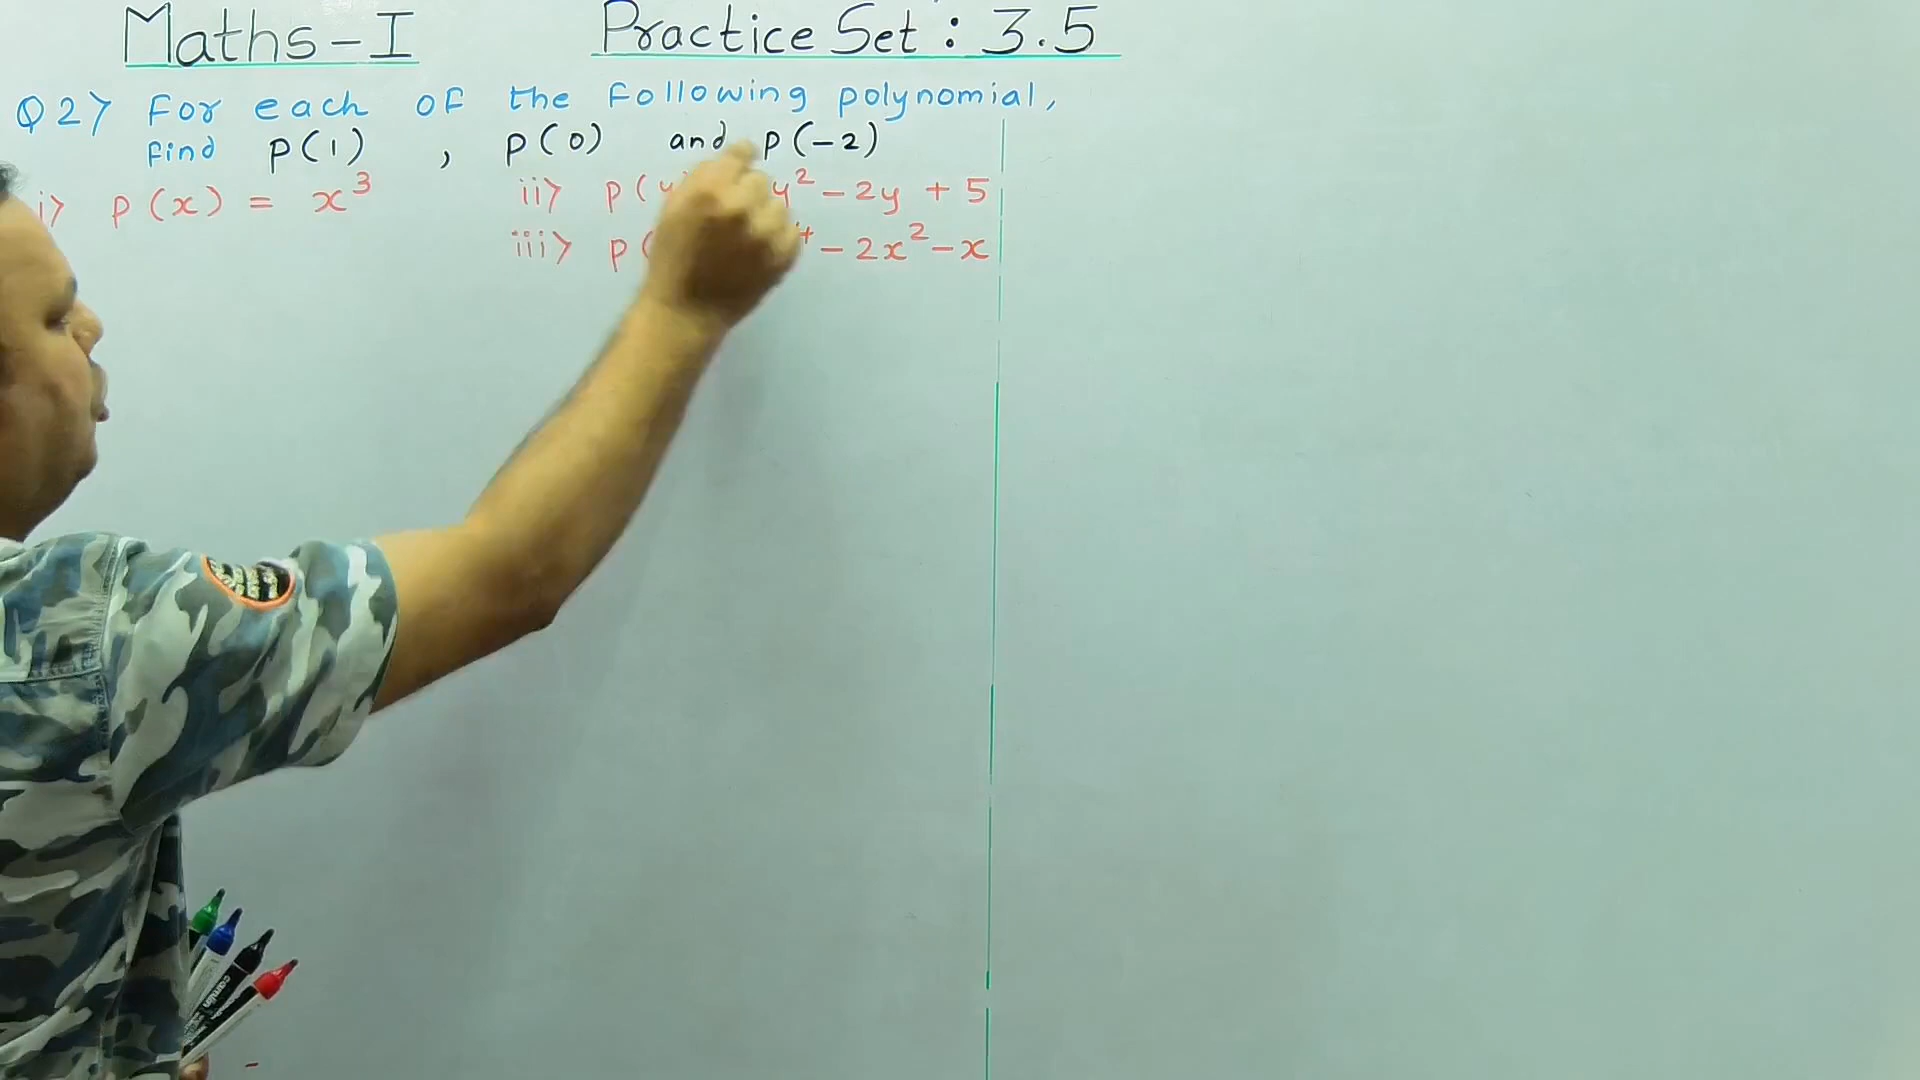 Maths-I Practice Set : 3.5
Q2> For each of the following polynomial,
find p(1) , p(0) and p(-2)
i> p(x) = x³ ii> p(y y² - 2y + 5
iii> p( - 2x² - x
camlin